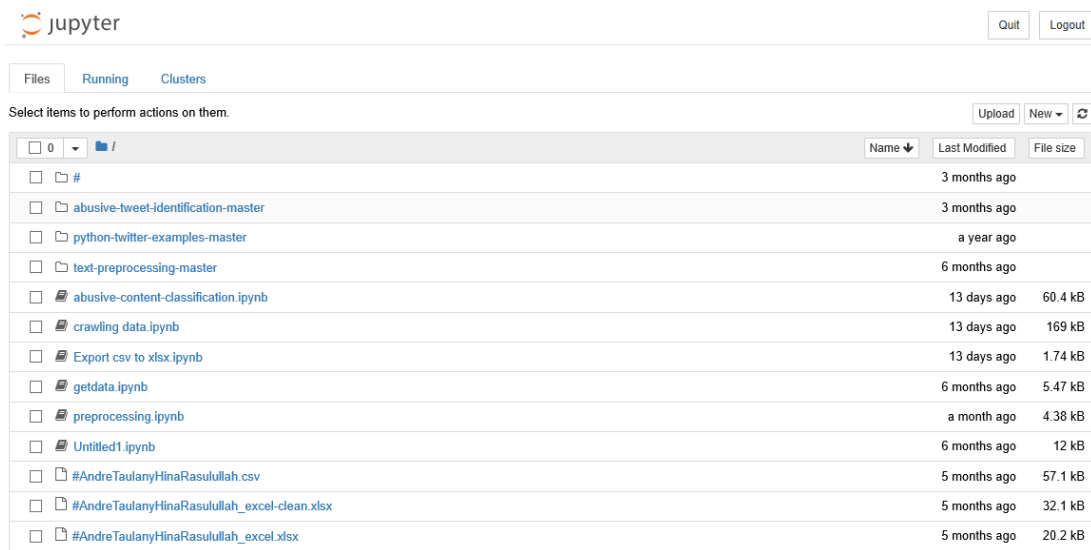 jupyter Quit Logout
Files Running Clusters
Select items to perform actions on them. Upload New
0 / Name Last Modified File size
# 3 months ago
abusive-tweet-identification-master 3 months ago
python-twitter-examples-master a year ago
text-preprocessing-master 6 months ago
abusive-content-classification.ipynb 13 days ago 60.4 kB
crawling data.ipynb 13 days ago 169 kB
Export csv to xlsx.ipynb 13 days ago 1.74 kB
getdata.ipynb 6 months ago 5.47 kB
preprocessing.ipynb a month ago 4.38 kB
Untitled1.ipynb 6 months ago 12 kB
#AndreTaulanyHinaRasulullah.csv 5 months ago 57.1 kB
#AndreTaulanyHinaRasulullah_excel-clean.xlsx 5 months ago 32.1 kB
#AndreTaulanyHinaRasulullah_excel.xlsx 5 months ago 20.2 kB